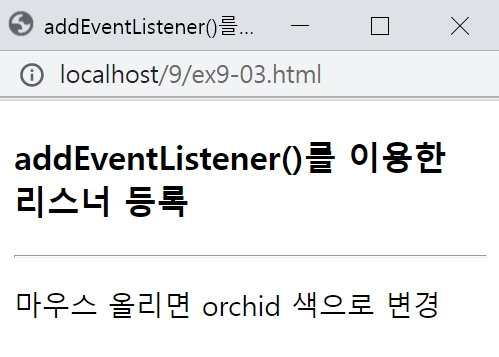 addEventListener()를...
localhost/9/ex9-03.html
addEventListener()를 이용한
리스너 등록
마우스 올리면 orchid 색으로 변경